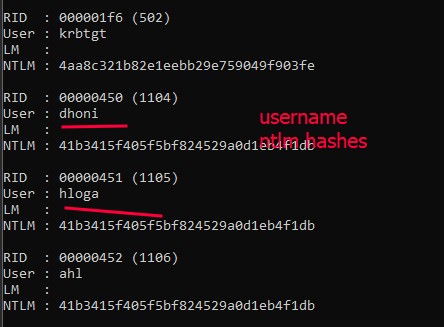 RID : 000001f6 (502)
User : krbtgt
LM :
NTLM : 4aa8c321b82e1eebb29e759049f903fe
RID : 00000450 (1104)
User : dhoni
LM :
NTLM : 41b3415f405f5bf824529a0d1eb4f1db
username
ntlm hashes
RID : 00000451 (1105)
User : hloga
LM :
NTLM : 41b3415f405f5bf824529a0d1eb4f1db
RID : 00000452 (1106)
User : ahl
LM :
NTLM : 41b3415f405f5bf824529a0d1eb4f1db